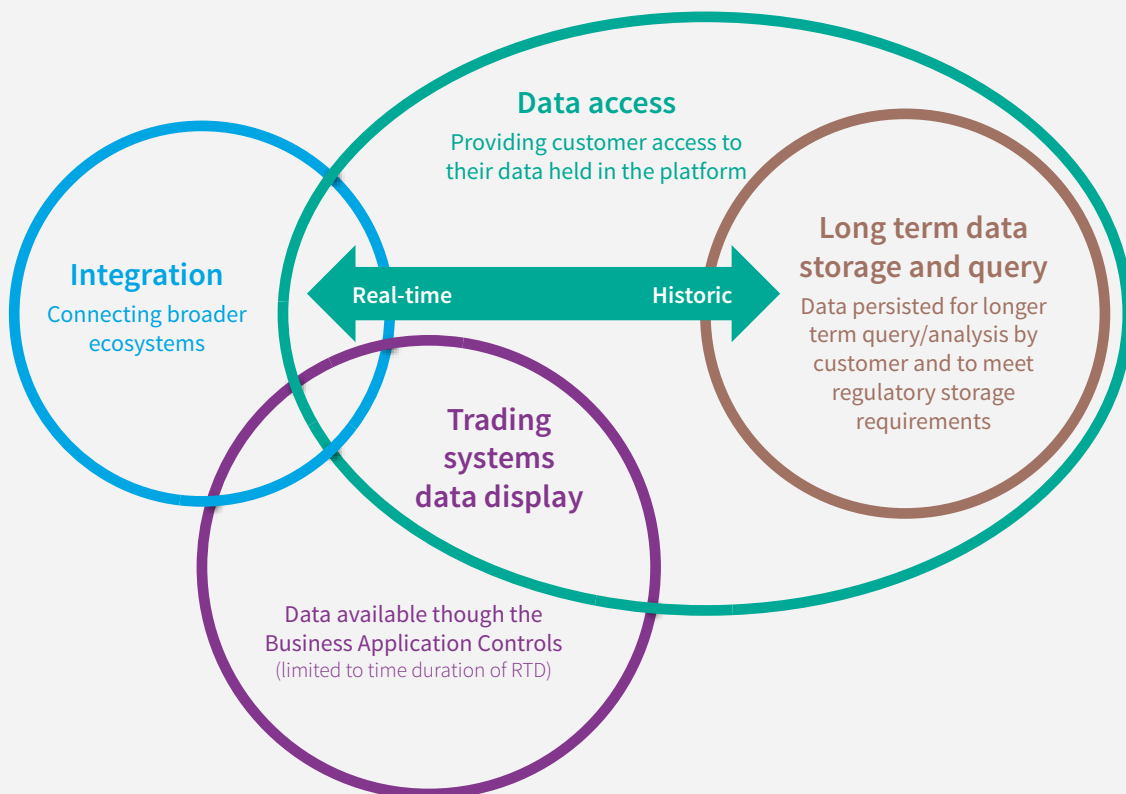 Data access
Providing customer access to
their data held in the platform
Integration
Connecting broader
ecosystems
Real-time
Historic
Long term data
storage and query
Data persisted for longer
term query/analysis by
customer and to meet
regulatory storage
requirements
Trading
systems
data display
Data available though the
Business Application Controls
(limited to time duration of RTD)